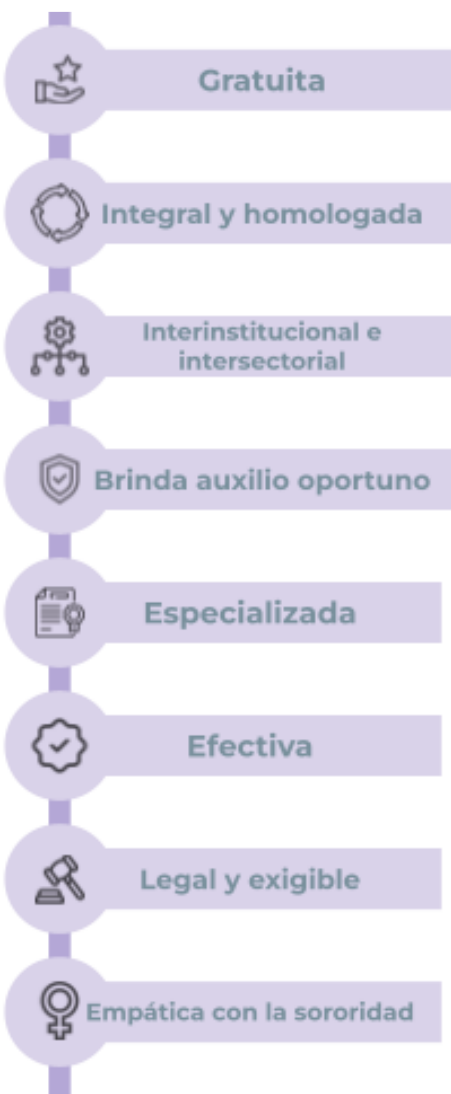 Gratuita
Integral y homologada
Interinstitucional e
intersectorial
Brinda auxilio oportuno
Especializada
Efectiva
Legal y exigible
Empática con la sororidad